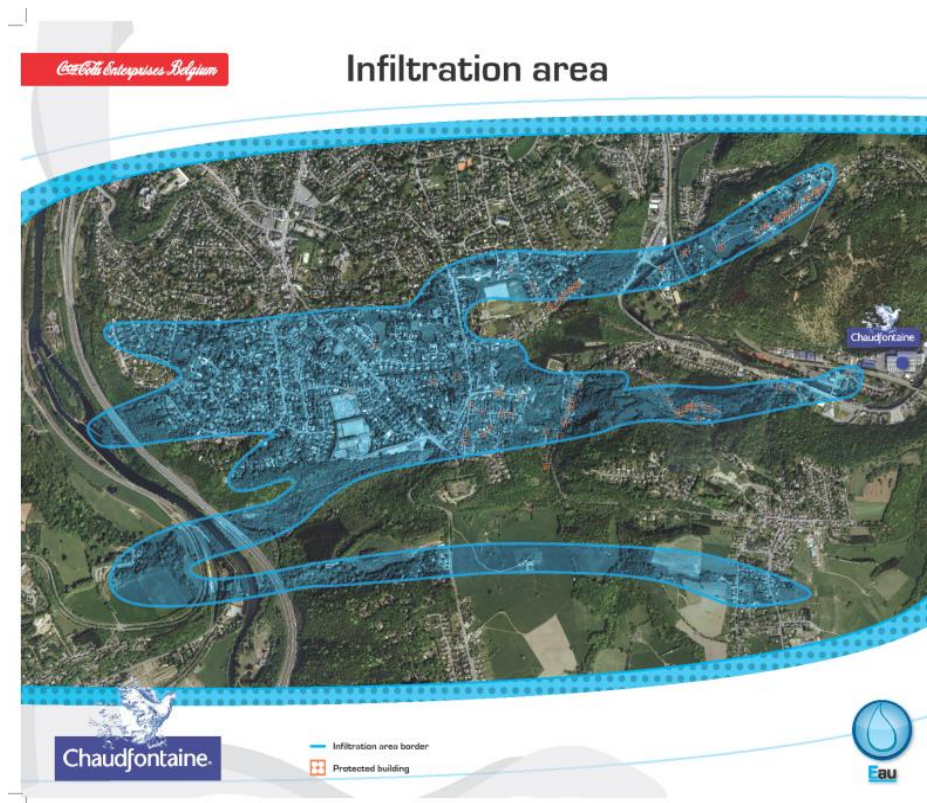 Coca-Cola Enterprises Belgium
Infiltration area
Chaudfontaine
Chaudfontaine
Infiltration area border
Protected building
Eau